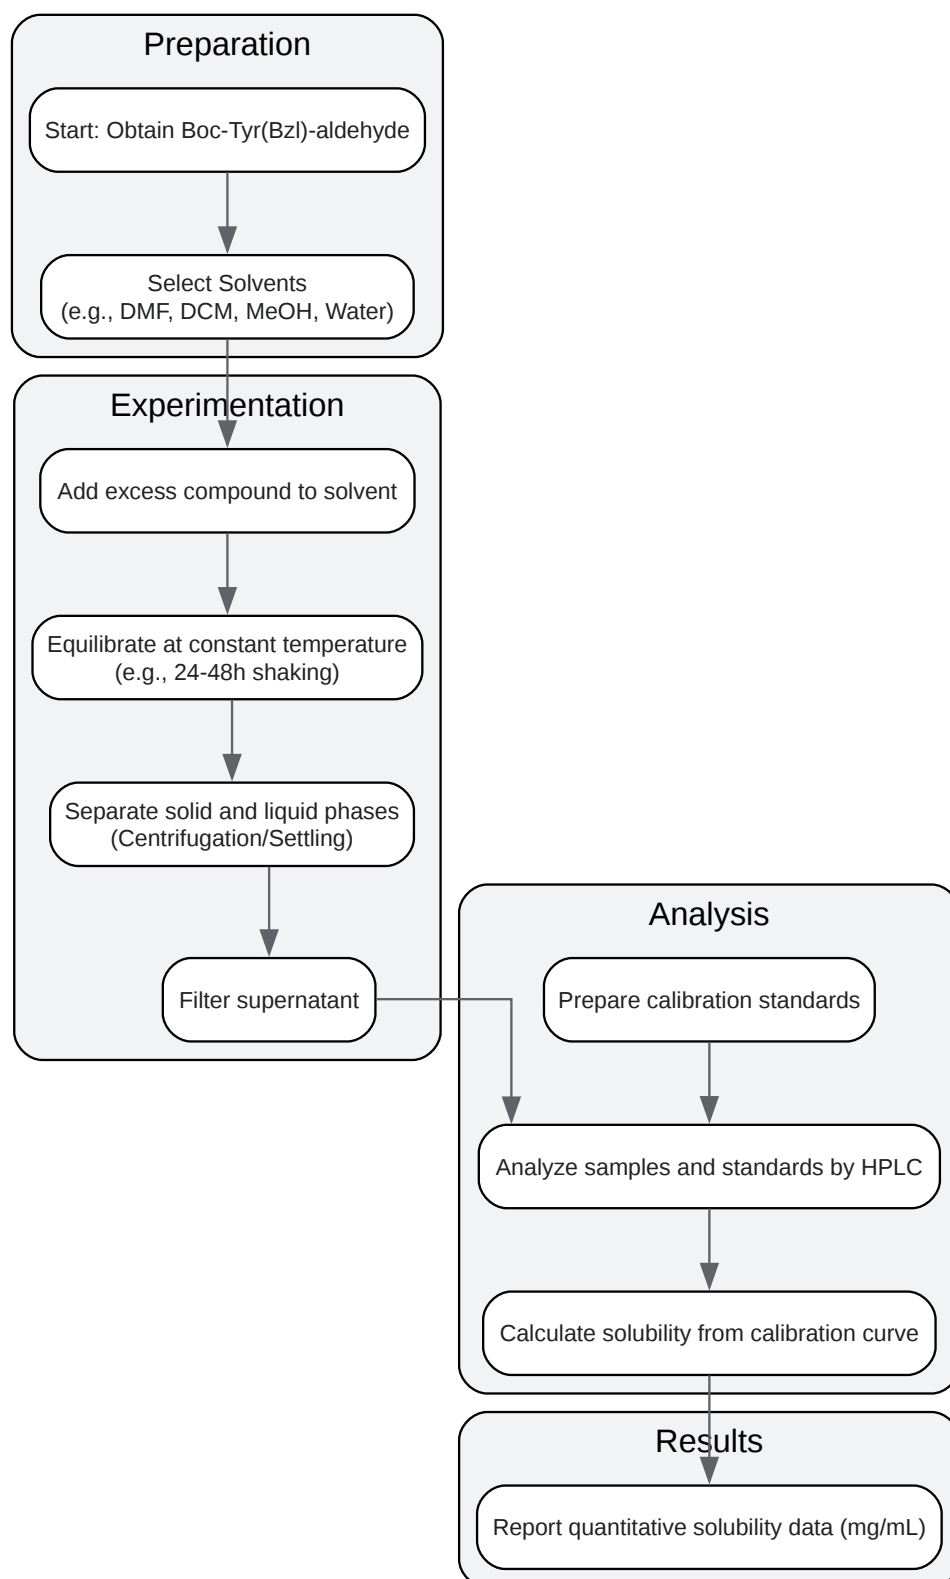 Preparation
Start: Obtain Boc-Tyr(Bzl)-aldehyde
Select Solvents
(e.g., DMF, DCM, MeOH, Water)
Experimentation
Add excess compound to solvent
Equilibrate at constant temperature
(e.g., 24-48h shaking)
Separate solid and liquid phases
(Centrifugation/Settling)
Filter supernatant
Analysis
Prepare calibration standards
Analyze samples and standards by HPLC
Calculate solubility from calibration curve
Results
Report quantitative solubility data (mg/mL)